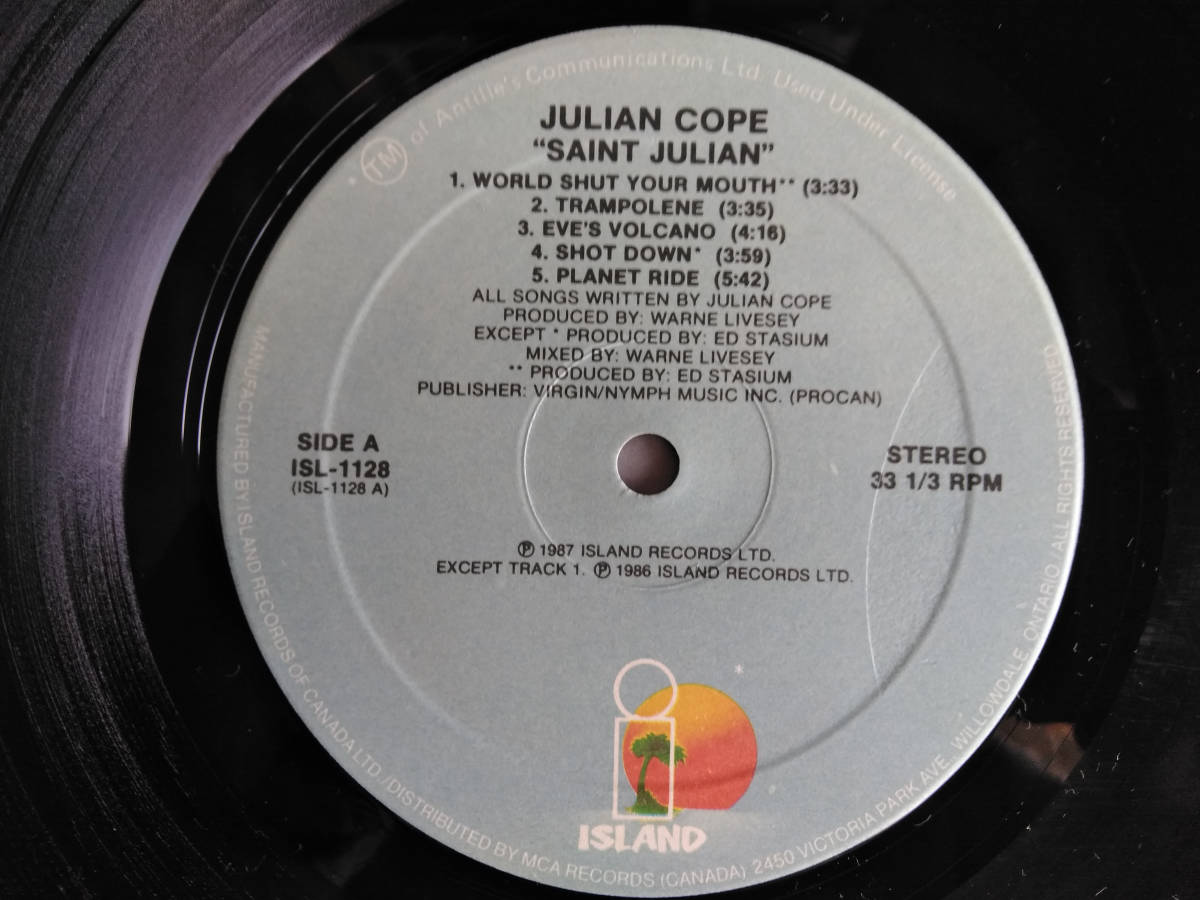 * TM of Antille's Communications Ltd. Used Under License
JULIAN COPE
“SAINT JULIAN”
1. WORLD SHUT YOUR MOUTH** (3:33)
2. TRAMPOLENE (3:35)
3. EVE'S VOLCANO (4:16)
4. SHOT DOWN* (3:59)
5. PLANET RIDE (5:42)
ALL SONGS WRITTEN BY JULIAN COPE
PRODUCED BY: WARNE LIVESEY
EXCEPT * PRODUCED BY: ED STASIUM
MIXED BY: WARNE LIVESEY
** PRODUCED BY: ED STASIUM
PUBLISHER: VIRGIN/NYMPH MUSIC INC. (PROCAN)
SIDE A
ISL-1128
(ISL-1128 A)
STEREO
33 1/3 RPM
℗ 1987 ISLAND RECORDS LTD.
EXCEPT TRACK 1. ℗ 1986 ISLAND RECORDS LTD.
*
i
ISLAND
MANUFACTURED BY ISLAND RECORDS OF CANADA LTD./DISTRIBUTED BY MCA RECORDS (CANADA) 2450 VICTORIA PARK AVE. WILLOWDALE, ONTARIO/ALL RIGHTS RESERVED